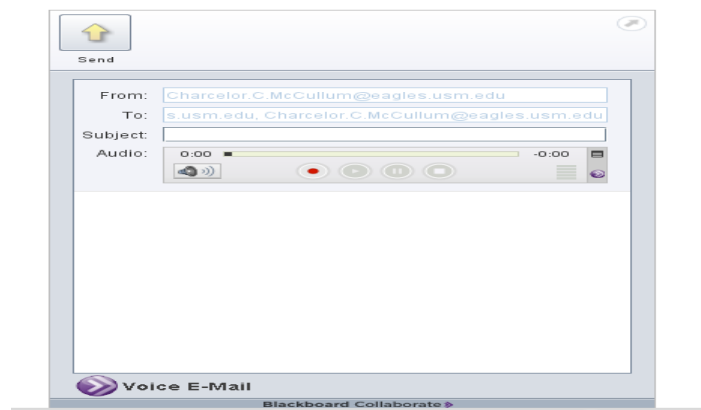 Send
From: Charcelor.C.McCullum@eagles.usm.edu
To: s.usm.edu, Charcelor.C.McCullum@eagles.usm.edu
Subject:
Audio: 0:00 -0:00
Voice E-Mail
Blackboard Collaborate